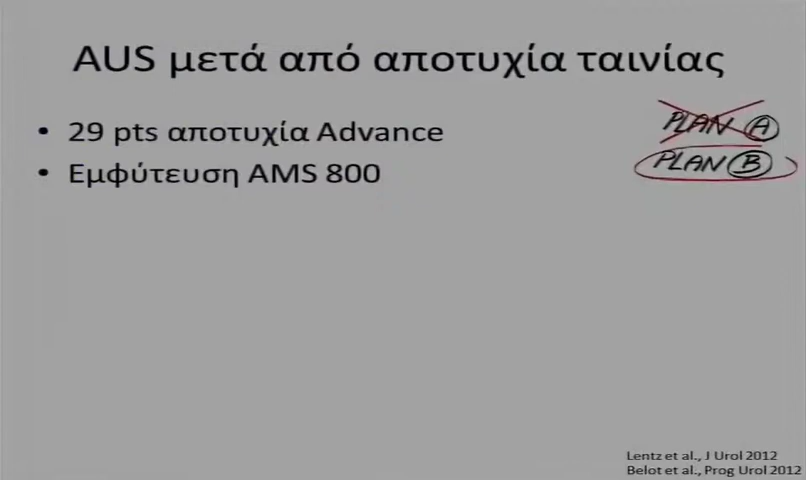 AUS μετά από αποτυχία ταινίας
• 29 pts αποτυχία Advance
• Εμφύτευση AMS 800
PLAN A
PLAN B
Lentz et al., J Urol 2012
Belot et al., Prog Urol 2012